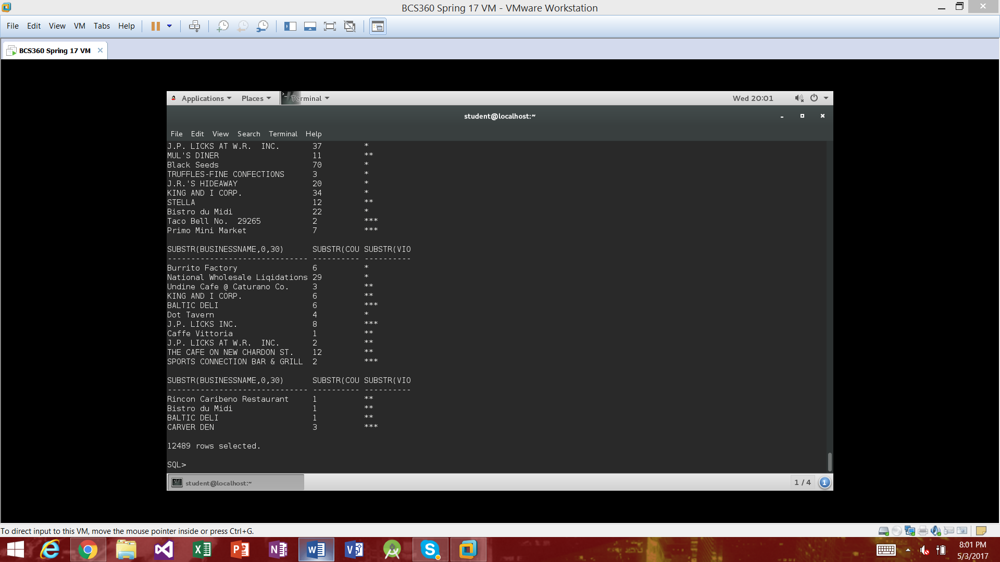 BCS360 Spring 17 VM - VMware Workstation
File Edit View VM Tabs Help
BCS360 Spring 17 VM
Applications Places Terminal Wed 20:01
student@localhost:~
File Edit View Search Terminal Help
J.P. LICKS AT W.R.  INC.       37         *
MUL'S DINER                    11         **
Black Seeds                    70         *
TRUFFLES-FINE CONFECTIONS      3          *
J.R.'S HIDEAWAY                20         *
KING AND I CORP.               34         *
STELLA                         12         **
Bistro du Midi                 22         *
Taco Bell No.  29265           2          ***
Primo Mini Market              7          ***
SUBSTR(BUSINESSNAME,0,30)      SUBSTR(COU SUBSTR(VIO
------------------------------ ---------- ----------
Burrito Factory                6          *
National Wholesale Liqidations 29         *
Undine Cafe @ Caturano Co.     3          **
KING AND I CORP.               6          **
BALTIC DELI                    6          ***
Dot Tavern                     4          *
J.P. LICKS INC.                8          ***
Caffe Vittoria                 1          **
J.P. LICKS AT W.R.  INC.       2          **
THE CAFE ON NEW CHARDON ST.    12         **
SPORTS CONNECTION BAR & GRILL  2          ***
SUBSTR(BUSINESSNAME,0,30)      SUBSTR(COU SUBSTR(VIO
------------------------------ ---------- ----------
Rincon Caribeno Restaurant     1          **
Bistro du Midi                 1          **
BALTIC DELI                    1          **
CARVER DEN                     3          ***
12489 rows selected.
SQL>
student@localhost:~ 1 / 4 1
To direct input to this VM, move the mouse pointer inside or press Ctrl+G.
8:01 PM
5/3/2017